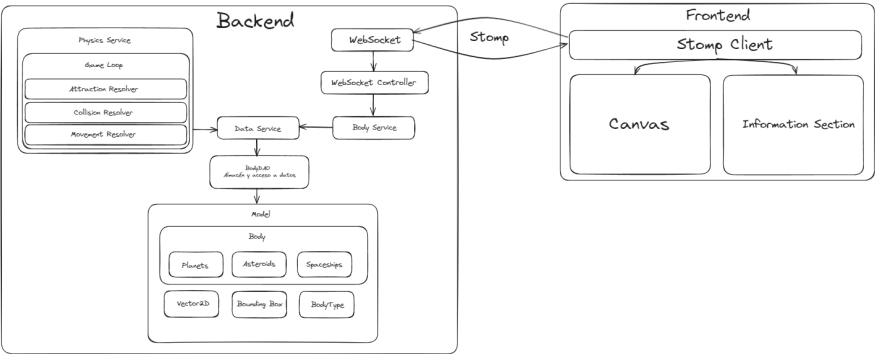 Backend
Physics Service
Game Loop
Attraction Resolver
Collision Resolver
Movement Resolver
WebSocket
WebSocket Controller
Data Service
Body Service
BodyDAO
Almacén y acceso a datos
Model
Body
Planets
Asteroids
Spaceships
Vector2D
Bounding Box
BodyType
Stomp
Frontend
Stomp Client
Canvas
Information Section